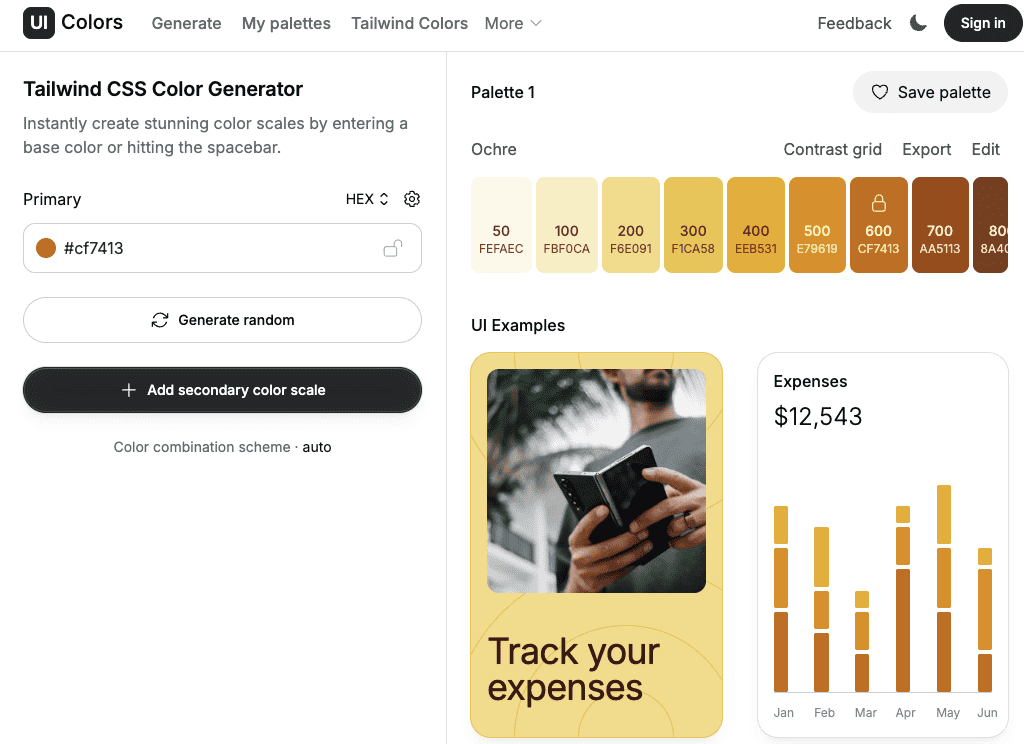 UI Colors Generate My palettes Tailwind Colors More Feedback Sign in
Tailwind CSS Color Generator
Instantly create stunning color scales by entering a
base color or hitting the spacebar.
Primary HEX
#cf7413
Generate random
Add secondary color scale
Color combination scheme · auto
Palette 1 Save palette
Ochre Contrast grid Export Edit
50 100 200 300 400 500 600 700
FEFAEC FBF0CA F6E091 F1CA58 EEB531 E79619 CF7413 AA5113
UI Examples
Track your
expenses
Expenses
$12,543
Jan Feb Mar Apr May Jun